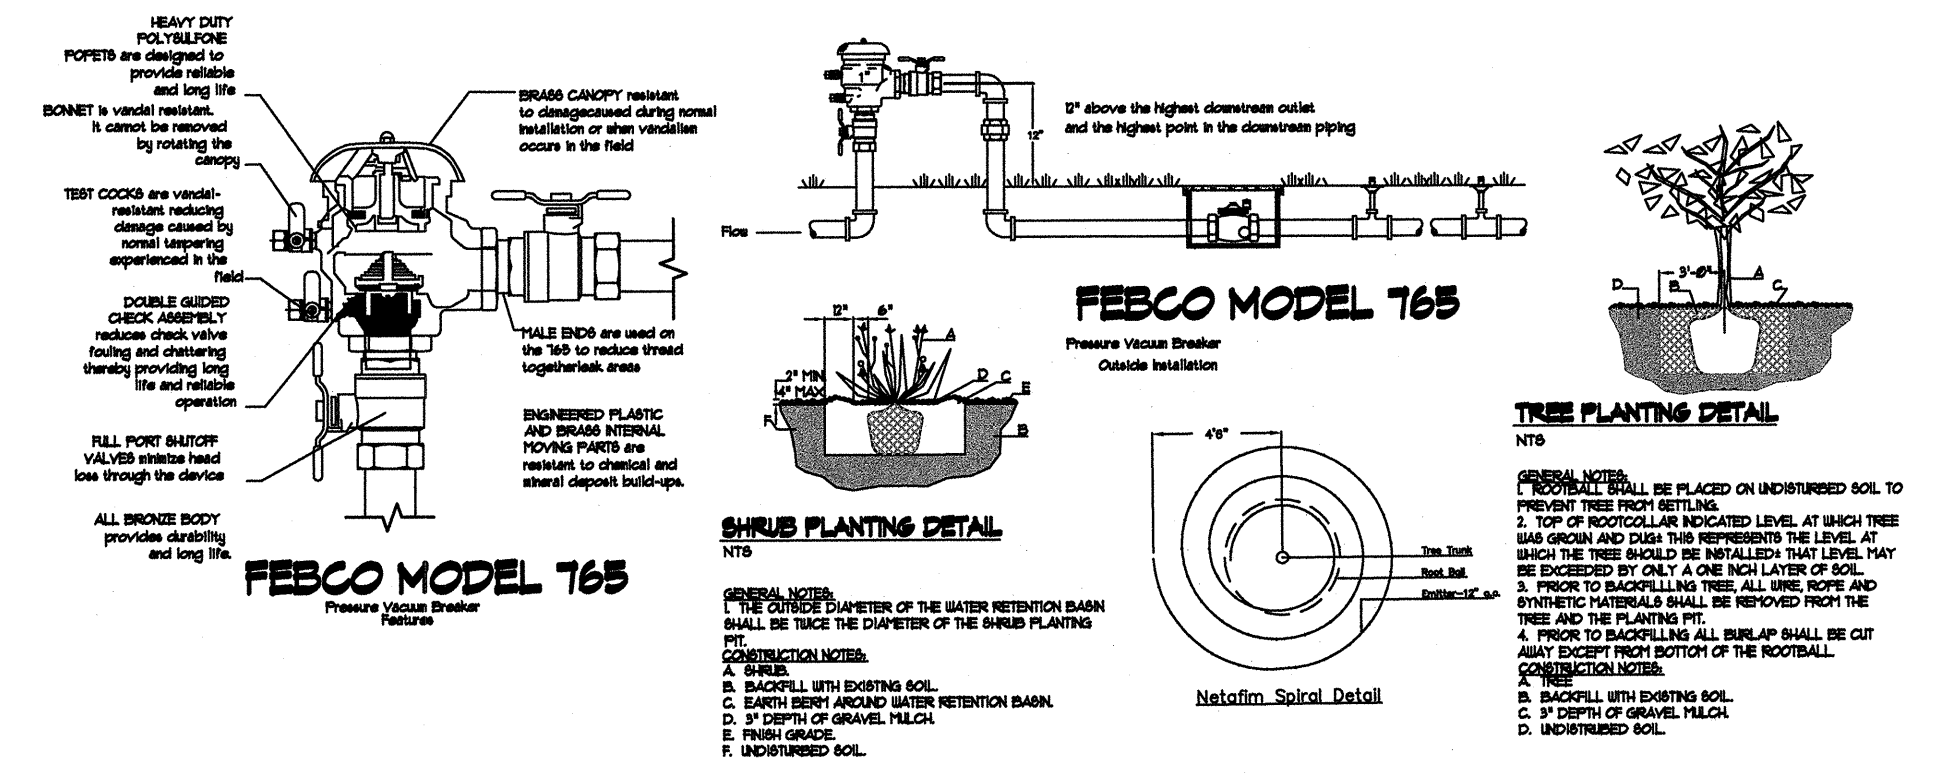 HEAVY DUTY
POLYSULFONE
POPETS are designed to
provide reliable
and long life
BONNET is vandal resistant.
It cannot be removed
by rotating the
canopy
TEST COCKS are vandal-
resistant reducing
damage caused by
normal tampering
experienced in the
field
DOUBLE GUIDED
CHECK ASSEMBLY
reduces check valve
fouling and chattering
thereby providing long
life and reliable
operation
FULL PORT SHUTOFF
VALVES minimize head
loss through the device
ALL BRONZE BODY
provides durability
and long life.
BRASS CANOPY resistant
to damagecaused during normal
installation or when vandalism
occurs in the field
MALE ENDS are used on
the 765 to reduce thread
togetherleak areas
ENGINEERED PLASTIC
AND BRASS INTERNAL
MOVING PARTS are
resistant to chemical and
mineral deposit build-ups.
FEBCO MODEL 765
Pressure Vacuum Breaker
Features
1"
12"
12" above the highest downstream outlet
and the highest point in the downstream piping
Flow
FEBCO MODEL 765
Pressure Vacuum Breaker
Outside Installation
12"
6"
A
2" MIN
4" MAX
D
C
E
F
B
SHRUB PLANTING DETAIL
NTS
GENERAL NOTES:
1. THE OUTSIDE DIAMETER OF THE WATER RETENTION BASIN
SHALL BE TWICE THE DIAMETER OF THE SHRUB PLANTING
PIT.
CONSTRUCTION NOTES:
A. SHRUB.
B. BACKFILL WITH EXISTING SOIL.
C. EARTH BERM AROUND WATER RETENTION BASIN.
D. 3" DEPTH OF GRAVEL MULCH.
E. FINISH GRADE.
F. UNDISTURBED SOIL.
4'6"
Tree Trunk
Root Ball
Emitter-12" o.c.
Netafim Spiral Detail
3'-0"
A
D
B
C
TREE PLANTING DETAIL
NTS
GENERAL NOTES:
1. ROOTBALL SHALL BE PLACED ON UNDISTURBED SOIL TO
PREVENT TREE FROM SETTLING.
2. TOP OF ROOTCOLLAR INDICATED LEVEL AT WHICH TREE
WAS GROWN AND DUG± THIS REPRESENTS THE LEVEL AT
WHICH THE TREE SHOULD BE INSTALLED± THAT LEVEL MAY
BE EXCEEDED BY ONLY A ONE INCH LAYER OF SOIL.
3. PRIOR TO BACKFILLLING TREE, ALL WIRE, ROPE AND
SYNTHETIC MATERIALS SHALL BE REMOVED FROM THE
TREE AND THE PLANTING PIT.
4. PRIOR TO BACKFILLING ALL BURLAP SHALL BE CUT
AWAY EXCEPT FROM BOTTOM OF THE ROOTBALL.
CONSTRUCTION NOTES:
A. TREE
B. BACKFILL WITH EXISTING SOIL.
C. 3" DEPTH OF GRAVEL MULCH.
D. UNDISTRUBED SOIL.